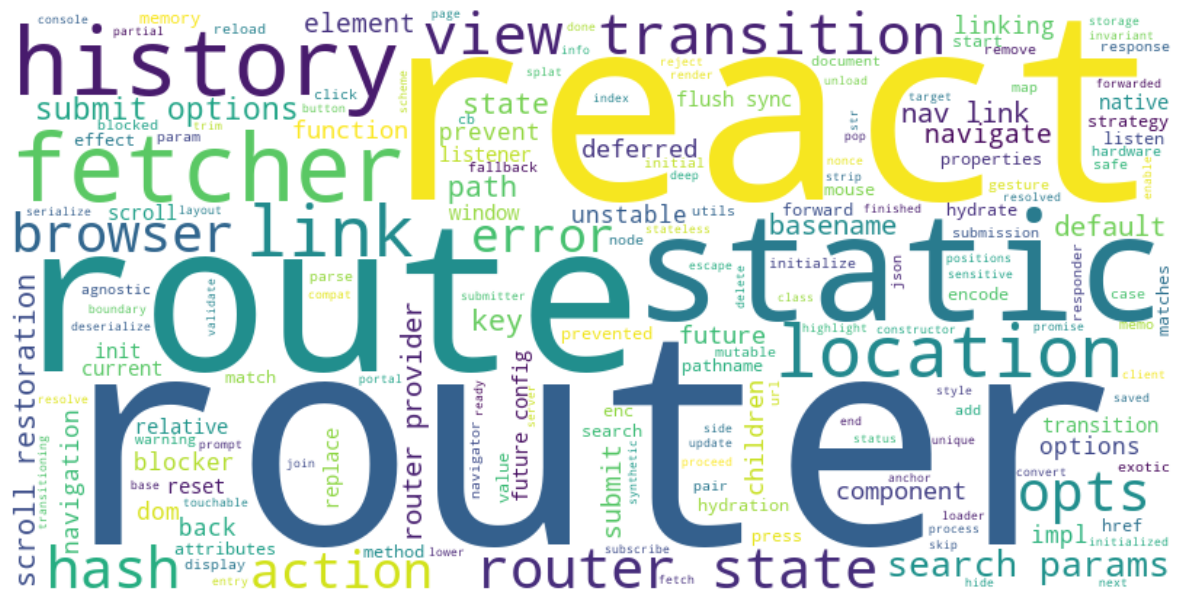 console
memory
partial
reload
history
element
page
view transition
done
info
linking
start
remove
storage
invariant
response
submit options
click
button
scheme
react
splat
reject
render
document
unload
map
forwarded
native
strategy
listen
hardware
safe
enable
blocked
trim
effect
param
function
state
cb
prevent
listener
fallback
index
flush sync
deferred
initial
deep
str
pop
nonce
strip
mouse
target
nav link
navigate
properties
gesture
resolved
fetcher
path
window
serialize
scroll
layout
browser
link
error
node
unstable
utils
stateless
forward
finished
basename
hydrate
submission
default
agnostic
boundary
deserialize
validate
parse
compat
route
submitter
key
prevented
static
escape
delete
initialize
class
json
positions
sensitive
encode
responder
case
matches
scroll restoration
init
current
match
portal
router provider
future
mutable
pathname
highlight
constructor
promise
memo
location
client
resolve
navigation
transitioning
relative
warning
prompt
blocker
base
reset
touchable
dom
back
attributes
display
join
replace
router
navigator
ready
value
future config
server
enc
search
submit
synthetic
side
update
proceed
pair
hydration
children
url
press
end
status
component
anchor
style
unique
add
saved
transition
options
convert
exotic
opts
loader
process
skip
impl
href
initialized
hash
entry
action
method
lower
router state
fetch
subscribe
search params
hide
next